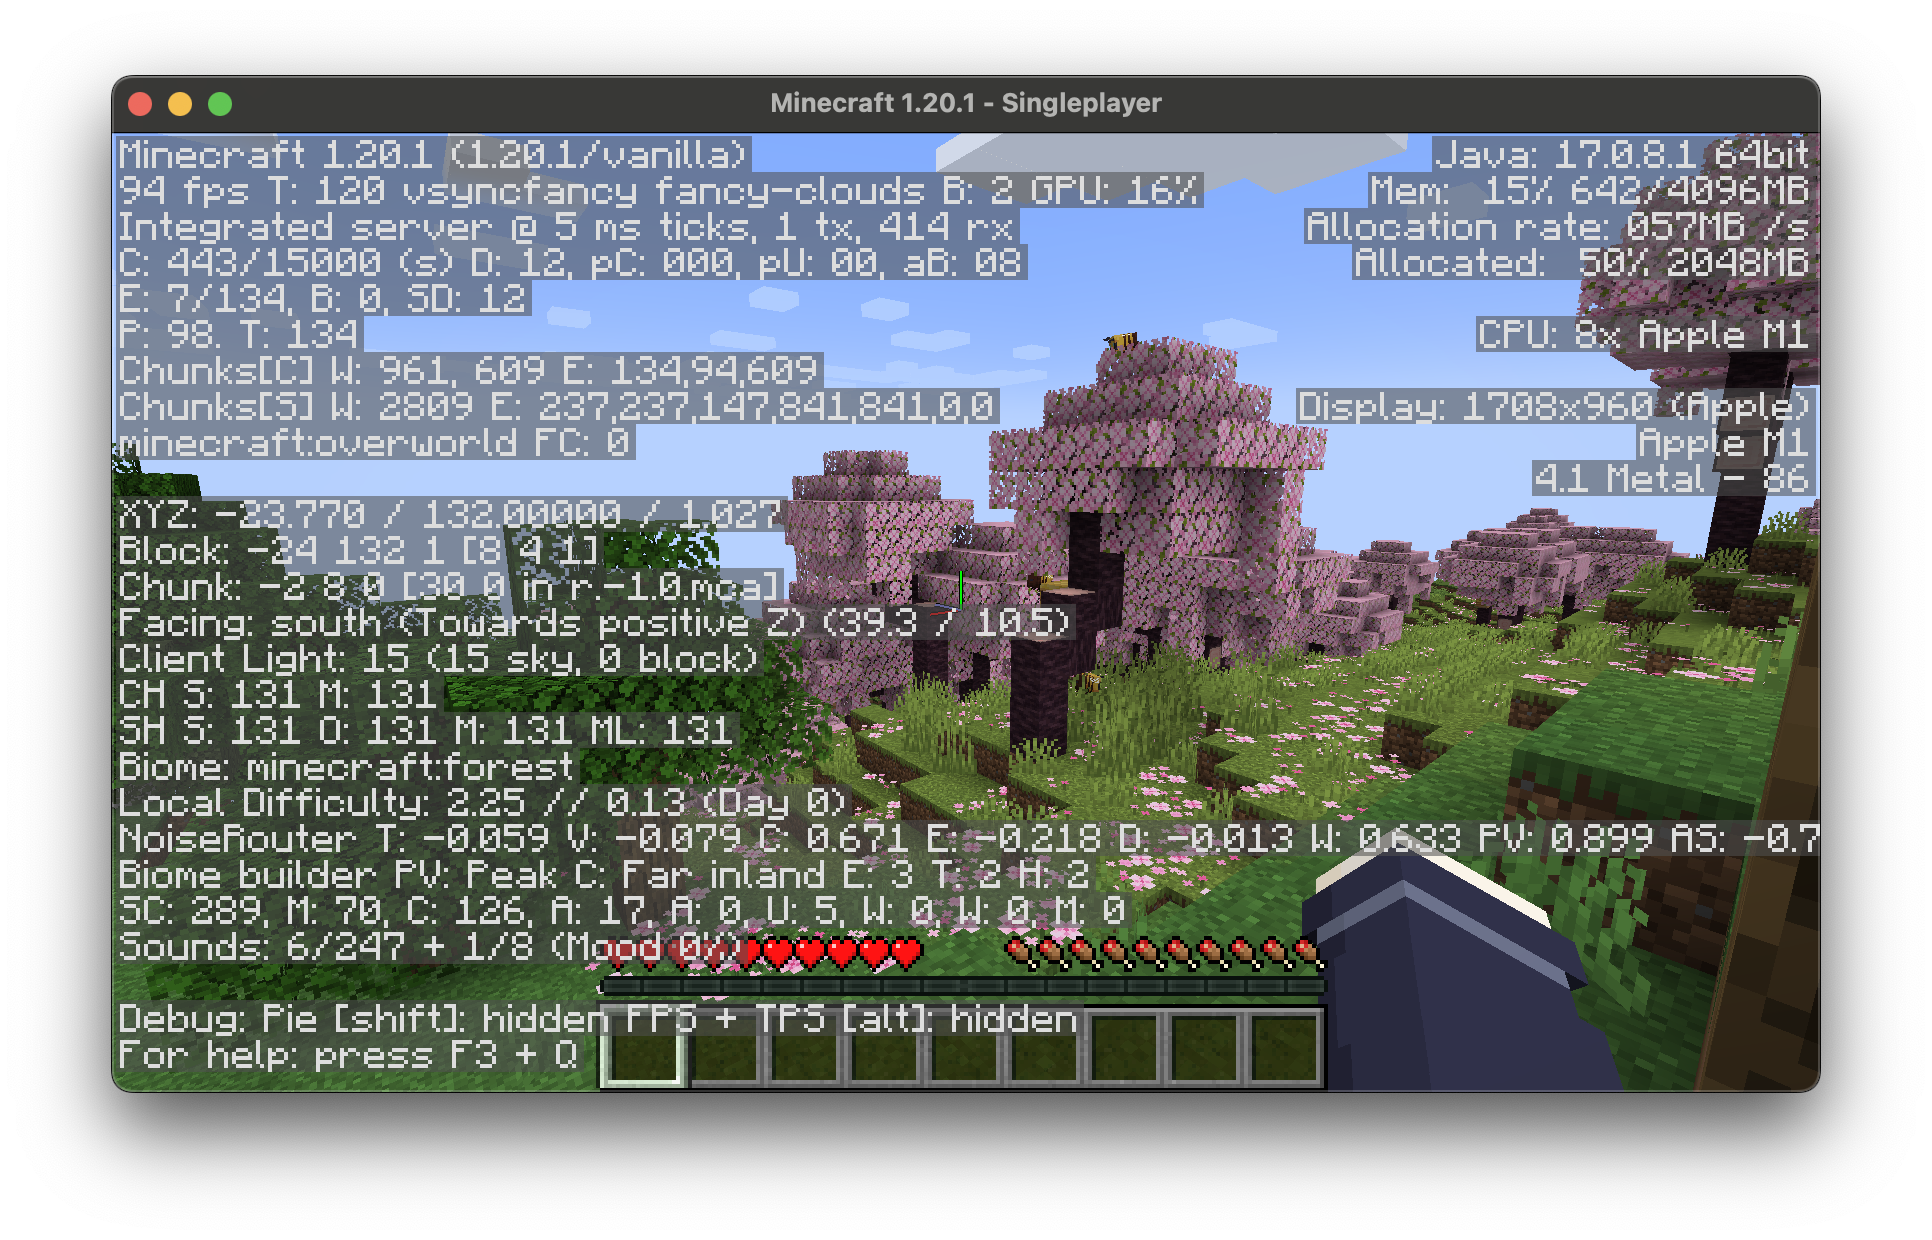 Minecraft 1.20.1 - Singleplayer
Minecraft 1.20.1 (1.20.1/vanilla)
94 fps T: 120 vsyncfancy fancy-clouds B: 2 GPU: 16%
Integrated server @ 5 ms ticks, 1 tx, 414 rx
C: 443/15000 (s) D: 12, pC: 000, pU: 00, aB: 08
E: 7/134, B: 0, SD: 12
P: 98. T: 134
Chunks[C] W: 961, 609 E: 134,94,609
Chunks[S] W: 2809 E: 237,237,147,841,841,0,0
minecraft:overworld FC: 0
XYZ: -33.770 / 132.00000 / 1.027
Block: -34 132 1 [8 4 1]
Chunk: -2 8 0 [30 0 in r.-1.0.mca]
Facing: south (Towards positive Z) (39.3 / 10.5)
Client Light: 15 (15 sky, 0 block)
CH S: 131 M: 131
SH S: 131 O: 131 M: 131 ML: 131
Biome: minecraft:forest
Local Difficulty: 2.25 // 0.13 (Day 0)
NoiseRouter T: -0.059 V: -0.079 C: 0.671 E: -0.218 D: -0.013 W: 0.633 PV: 0.899 AS: -0.7
Biome builder PV: Peak C: Far inland E: 3 T: 2 H: 2
SC: 289, M: 70, C: 126, A: 17, A: 0, U: 5, W: 0, W: 0, M: 0
Sounds: 6/247 + 1/8 (Mood 0%)
Debug: Pie [shift]: hidden FPS + TPS [alt]: hidden
For help: press F3 + Q
Java: 17.0.8.1 64bit
Mem: 15% 642/4096MB
Allocation rate: 057MB /s
Allocated: 50% 2048MB
CPU: 8x Apple M1
Display: 1708x960 (Apple)
Apple M1
4.1 Metal - 86